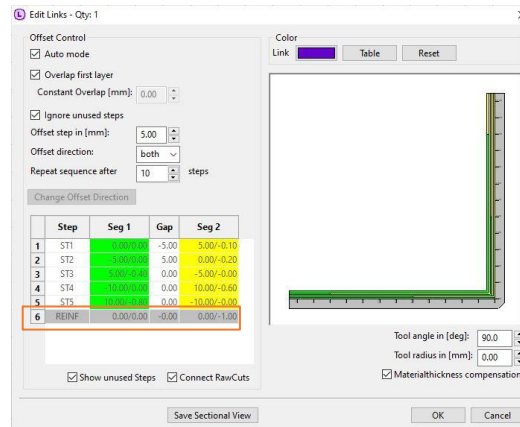 Edit Links - Qty: 1
Offset Control
Auto mode
Overlap first layer
Constant Overlap [mm]: 0.00
Ignore unused steps
Offset step in [mm]: 5.00
Offset direction: both
Repeat sequence after 10 steps
Change Offset Direction
Step Seg 1 Gap Seg 2
1 ST1 0.00/0.00 -5.00 5.00/-0.10
2 ST2 -5.00/0.00 5.00 0.00/-0.20
3 ST3 5.00/-0.40 0.00 -5.00/-0.00
4 ST4 -10.00/0.00 0.00 10.00/-0.60
5 ST5 10.00/-0.80 0.00 -10.00/-0.00
6 REINF 0.00/0.00 -0.00 0.00/-1.00
Show unused Steps Connect RawCuts
Save Sectional View
Color
Link Table Reset
Tool angle in [deg]: 90.0
Tool radius in [mm]: 0.00
Materialthickness compensation
OK Cancel